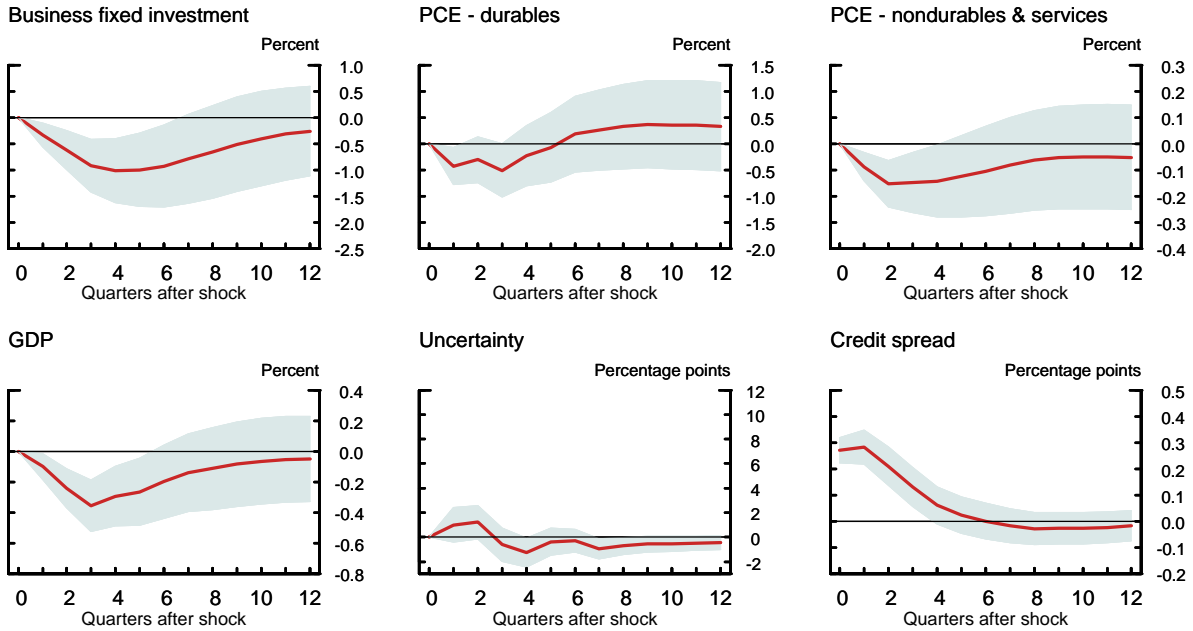 Business fixed investment
Percent
1.0
0.5
0.0
-0.5
-1.0
-1.5
-2.0
-2.5
0 2 4 6 8 10 12
Quarters after shock
PCE - durables
Percent
1.5
1.0
0.5
0.0
-0.5
-1.0
-1.5
-2.0
0 2 4 6 8 10 12
Quarters after shock
PCE - nondurables & services
Percent
0.3
0.2
0.1
0.0
-0.1
-0.2
-0.3
-0.4
0 2 4 6 8 10 12
Quarters after shock
GDP
Percent
0.4
0.2
0.0
-0.2
-0.4
-0.6
-0.8
0 2 4 6 8 10 12
Quarters after shock
Uncertainty
Percentage points
12
10
8
6
4
2
0
-2
0 2 4 6 8 10 12
Quarters after shock
Credit spread
Percentage points
0.5
0.4
0.3
0.2
0.1
0.0
-0.1
-0.2
0 2 4 6 8 10 12
Quarters after shock